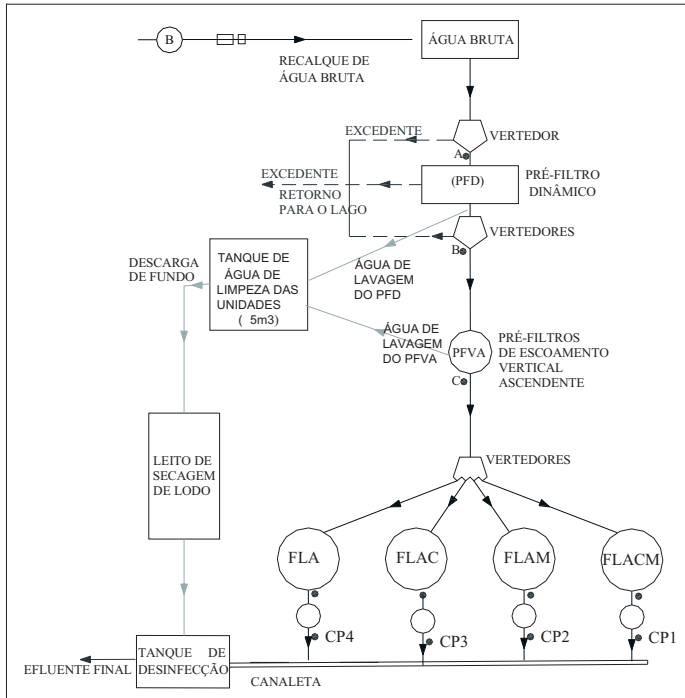 B
ÁGUA BRUTA
RECALQUE DE
ÁGUA BRUTA
EXCEDENTE
VERTEDOR
A
EXCEDENTE
(PFD)
PRÉ-FILTRO
DINÂMICO
RETORNO
PARA O LAGO
VERTEDORES
B
DESCARGA
DE FUNDO
TANQUE DE
ÁGUA DE
LIMPEZA DAS
UNIDADES
( 5m3)
ÁGUA DE
LAVAGEM
DO PFD
ÁGUA DE
LAVAGEM
DO PFVA
PFVA
PRÉ-FILTROS
DE ESCOAMENTO
VERTICAL
ASCENDENTE
C
LEITO DE
SECAGEM
DE LODO
VERTEDORES
FLA
FLAC
FLAM
FLACM
CP4
CP3
CP2
CP1
TANQUE DE
DESINFECÇÃO
EFLUENTE FINAL
CANALETA